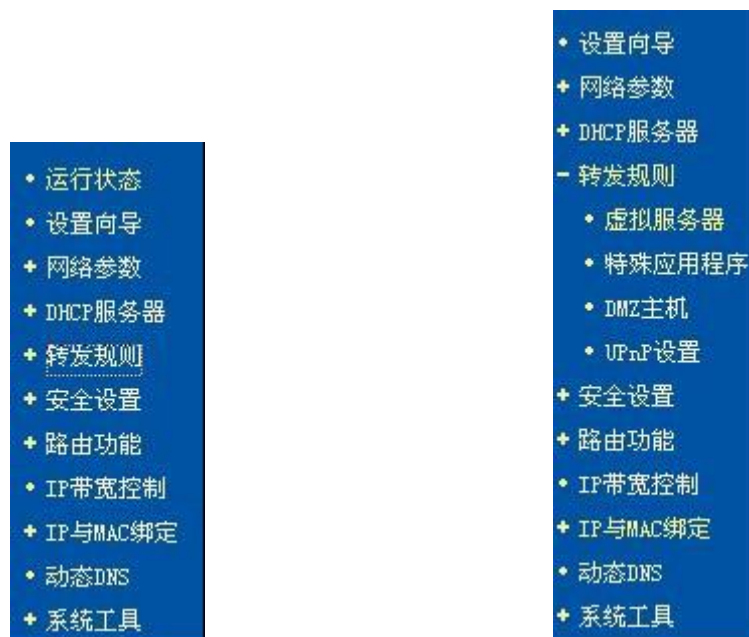 运行状态
设置向导
网络参数
DHCP服务器
转发规则
安全设置
路由功能
IP带宽控制
IP与MAC绑定
动态DNS
系统工具
设置向导
网络参数
DHCP服务器
转发规则
虚拟服务器
特殊应用程序
DMZ主机
UPnP设置
安全设置
路由功能
IP带宽控制
IP与MAC绑定
动态DNS
系统工具